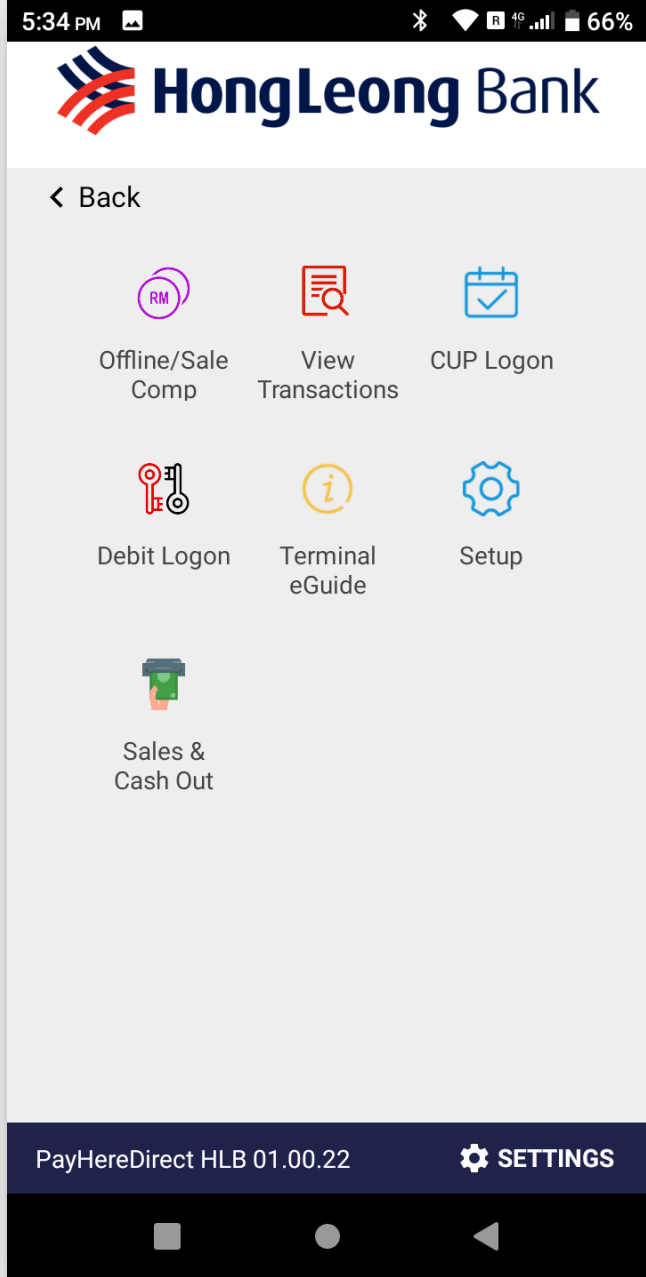 5:34 PM R 4G 66%
HongLeong Bank
Back
RM
Offline/Sale
Comp
View
Transactions
CUP Logon
Debit Logon
i
Terminal
eGuide
Setup
Sales &
Cash Out
PayHereDirect HLB 01.00.22
SETTINGS